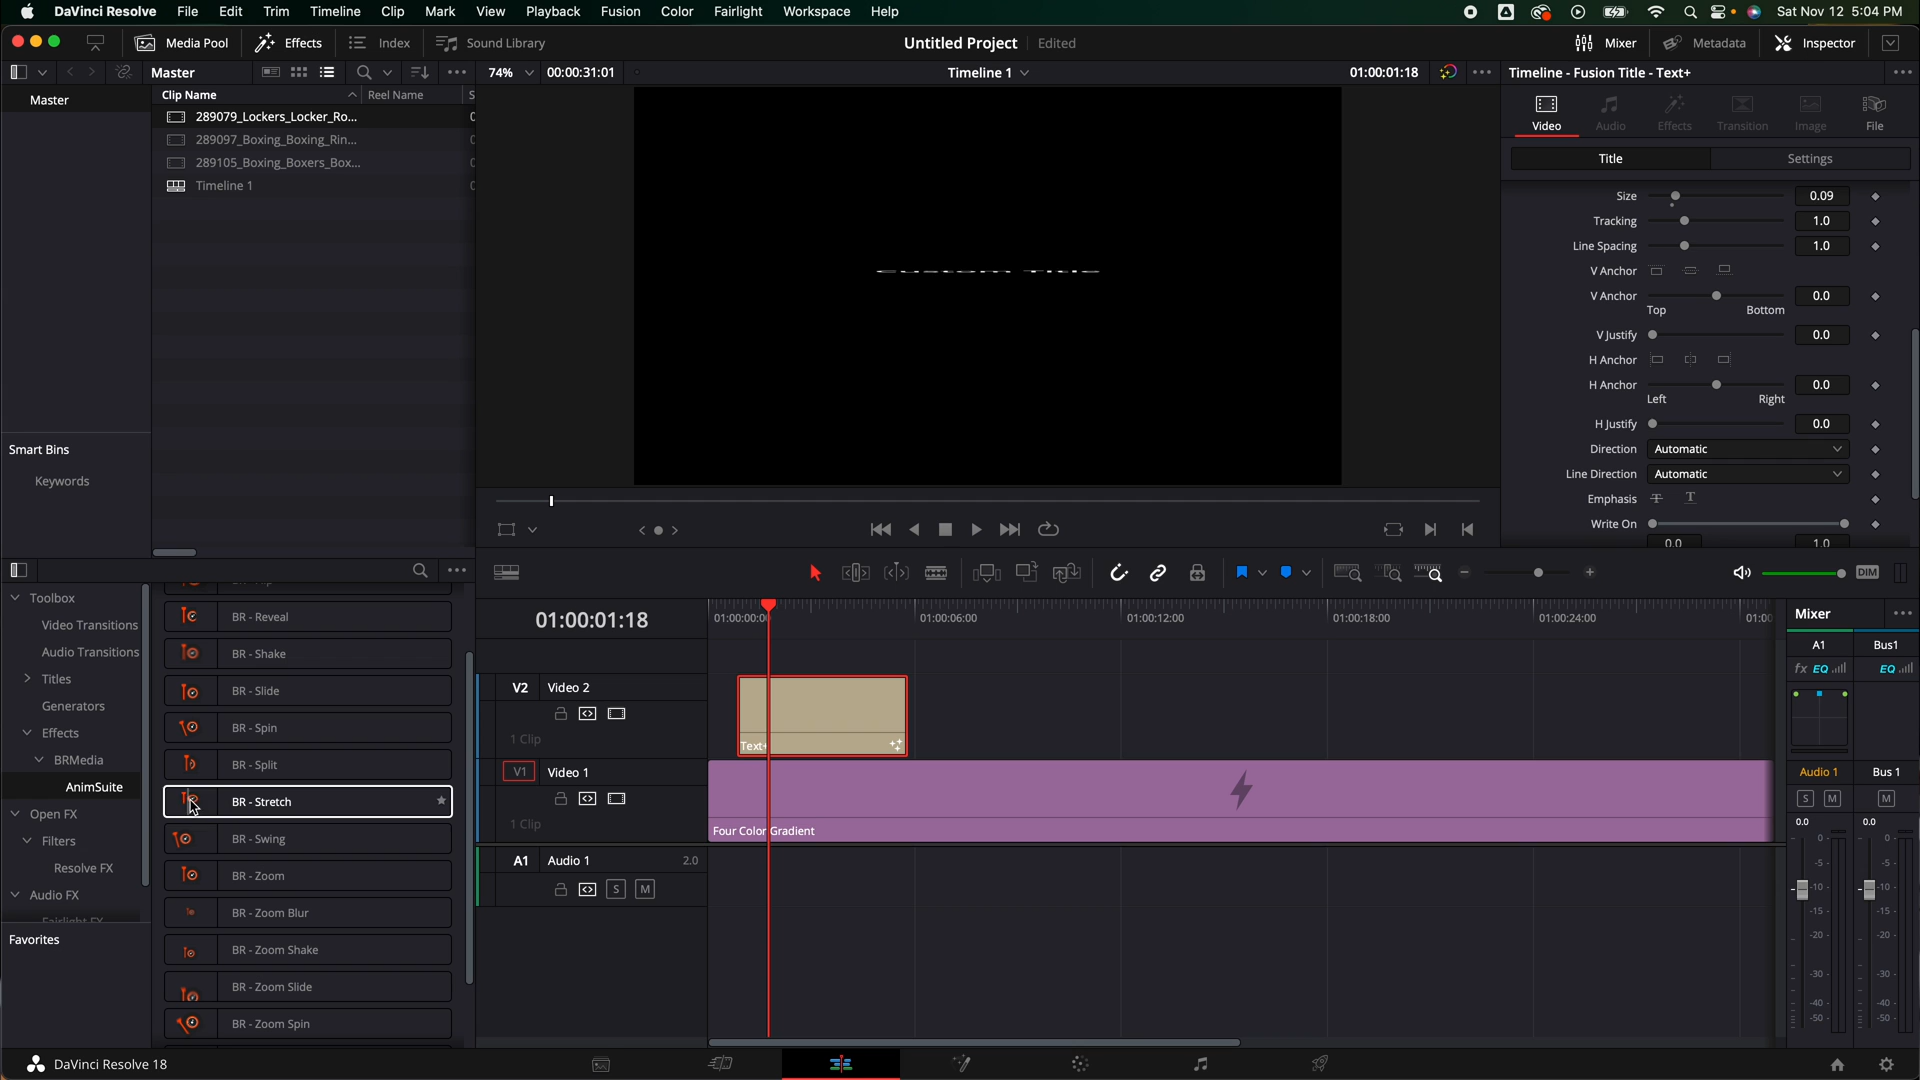 DaVinci Resolve File Edit Trim Timeline Clip Mark View Playback Fusion Color Fairlight Workspace Help Sat Nov 12 5:04 PM
Media Pool Effects Index Sound Library Untitled Project Edited Mixer Metadata Inspector
Master 74% 00:00:31:01 Timeline 1 01:00:01:18 Timeline - Fusion Title - Text+
Master
Clip Name Reel Name S
289079_Lockers_Locker_Ro...
289097_Boxing_Boxing_Rin...
289105_Boxing_Boxers_Box...
Timeline 1
Smart Bins
Keywords
Custom Title
Video Audio Effects Transition Image File
Title Settings
Size 0.09
Tracking 1.0
Line Spacing 1.0
V Anchor
V Anchor 0.0
Top Bottom
V Justify 0.0
H Anchor
H Anchor 0.0
Left Right
H Justify 0.0
Direction Automatic
Line Direction Automatic
Emphasis T T
Write On
0.0 1.0
Toolbox
Video Transitions
Audio Transitions
Titles
Generators
Effects
BRMedia
AnimSuite
Open FX
Filters
Resolve FX
Audio FX
Fairlight FX
Favorites
BR - Reveal
BR - Shake
BR - Slide
BR - Spin
BR - Split
BR - Stretch
BR - Swing
BR - Zoom
BR - Zoom Blur
BR - Zoom Shake
BR - Zoom Slide
BR - Zoom Spin
DIM
01:00:01:18 01:00:00:00 01:00:06:00 01:00:12:00 01:00:18:00 01:00:24:00 01:00
V2 Video 2
1 Clip
Text+
V1 Video 1
1 Clip
Four Color Gradient
A1 Audio 1 2.0
S M
Mixer
A1 Bus1
fx EQ EQ
Audio 1 Bus 1
S M M
0.0 0.0
0 0
-5 -5
-10 -10
-15 -15
-20 -20
-30 -30
-40 -40
-50 -50
DaVinci Resolve 18